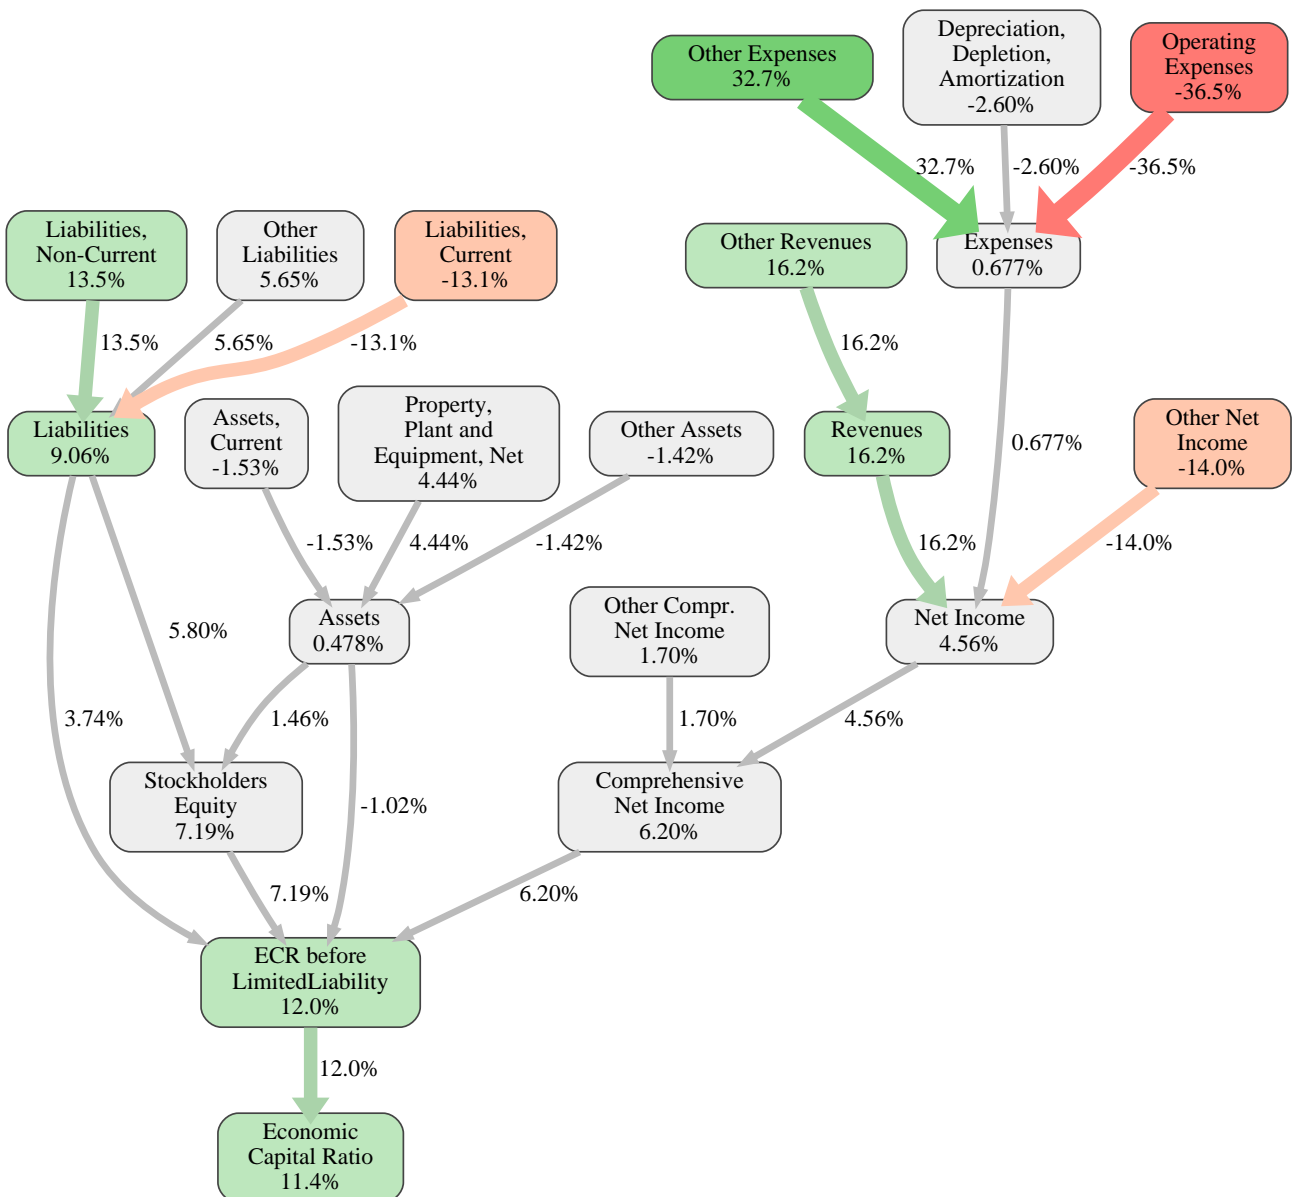 Other Expenses
32.7%
Depreciation,
Depletion,
Amortization
-2.60%
Operating
Expenses
-36.5%
32.7%
-2.60%
-36.5%
Liabilities,
Non-Current
13.5%
Other
Liabilities
5.65%
Liabilities,
Current
-13.1%
Other Revenues
16.2%
Expenses
0.677%
13.5%
5.65%
-13.1%
16.2%
Liabilities
9.06%
Assets,
Current
-1.53%
Property,
Plant and
Equipment, Net
4.44%
Other Assets
-1.42%
Revenues
16.2%
0.677%
Other Net
Income
-14.0%
-1.53%
4.44%
-1.42%
16.2%
-14.0%
5.80%
Assets
0.478%
Other Compr.
Net Income
1.70%
Net Income
4.56%
3.74%
1.46%
1.70%
4.56%
Stockholders
Equity
7.19%
-1.02%
Comprehensive
Net Income
6.20%
7.19%
6.20%
ECR before
LimitedLiability
12.0%
12.0%
Economic
Capital Ratio
11.4%